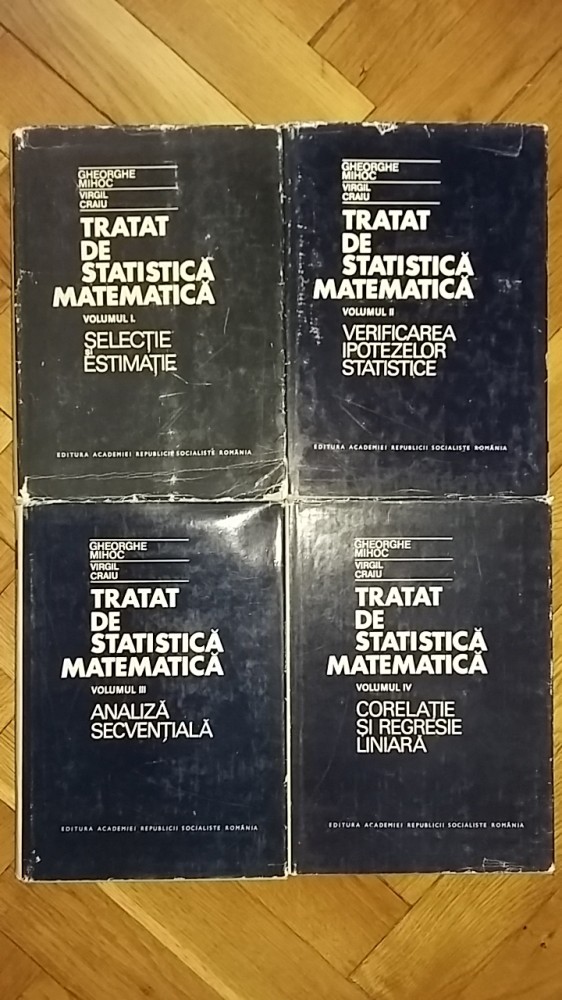 GHEORGHE
MIHOC
VIRGIL
CRAIU
TRATAT
DE
STATISTICĂ
MATEMATICĂ
VOLUMUL I.
SELECȚIE
și
ESTIMAȚIE
EDITURA ACADEMIEI REPUBLICII SOCIALISTE ROMÂNIA
GHEORGHE
MIHOC
VIRGIL
CRAIU
TRATAT
DE
STATISTICĂ
MATEMATICĂ
VOLUMUL II
VERIFICAREA
IPOTEZELOR
STATISTICE
EDITURA ACADEMIEI REPUBLICII SOCIALISTE ROMÂNIA
GHEORGHE
MIHOC
VIRGIL
CRAIU
TRATAT
DE
STATISTICĂ
MATEMATICĂ
VOLUMUL III
ANALIZĂ
SECVENȚIALĂ
EDITURA ACADEMIEI REPUBLICII SOCIALISTE ROMÂNIA
GHEORGHE
MIHOC
VIRGIL
CRAIU
TRATAT
DE
STATISTICĂ
MATEMATICĂ
VOLUMUL IV
CORELAȚIE
ȘI REGRESIE
LINIARĂ
EDITURA ACADEMIEI REPUBLICII SOCIALISTE ROMÂNIA